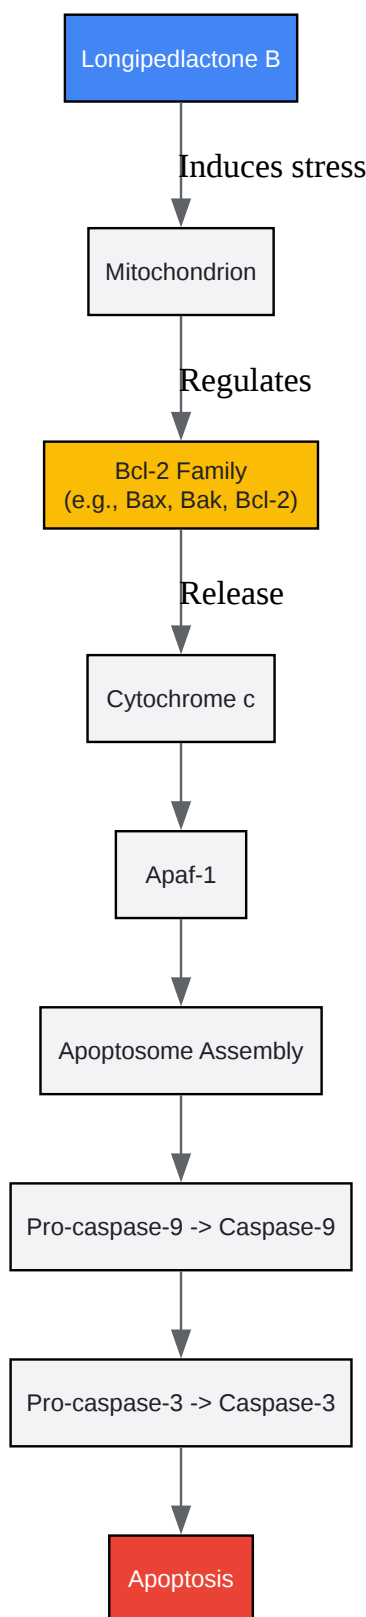 Longipedlactone B
Induces stress
Mitochondrion
Regulates
Bcl-2 Family
(e.g., Bax, Bak, Bcl-2)
Release
Cytochrome c
Apaf-1
Apoptosome Assembly
Pro-caspase-9 -> Caspase-9
Pro-caspase-3 -> Caspase-3
Apoptosis